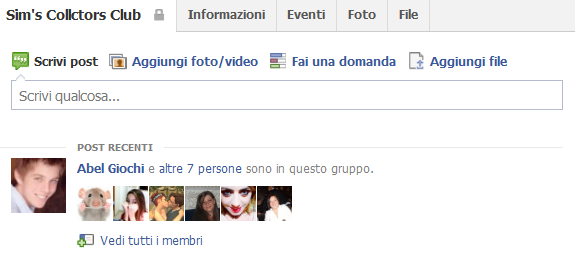 Sim's Collctors Club Informazioni Eventi Foto File
Scrivi post Aggiungi foto/video Fai una domanda Aggiungi file
Scrivi qualcosa...
POST RECENTI
Abel Giochi e altre 7 persone sono in questo gruppo.
Vedi tutti i membri